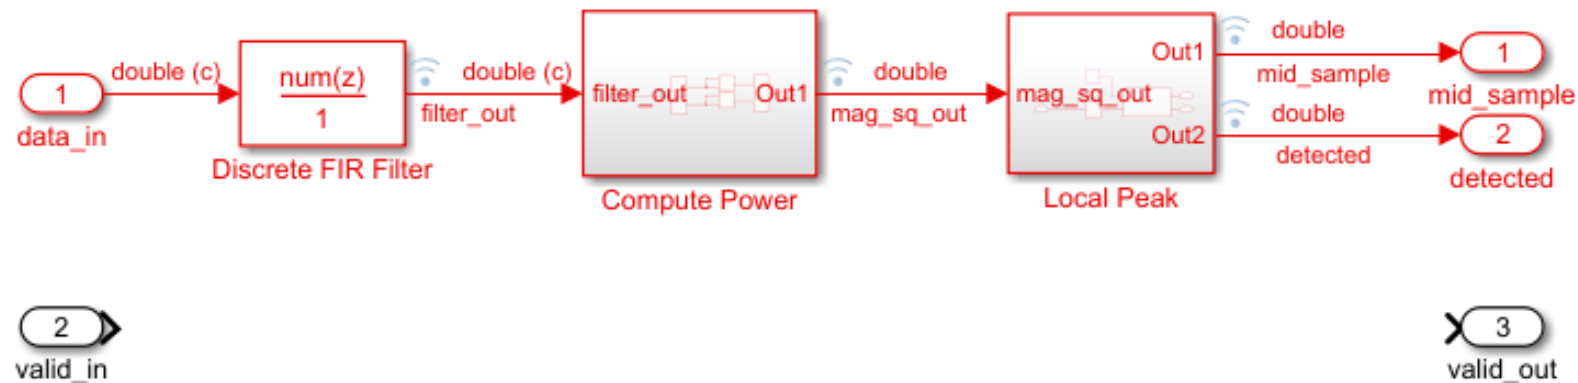 1
data_in
double (c)
num(z)
1
Discrete FIR Filter
double (c)
filter_out
filter_out
Out1
Compute Power
double
mag_sq_out
mag_sq_out
Out1
Out2
Local Peak
double
mid_sample
double
detected
1
mid_sample
2
detected
2
valid_in
3
valid_out